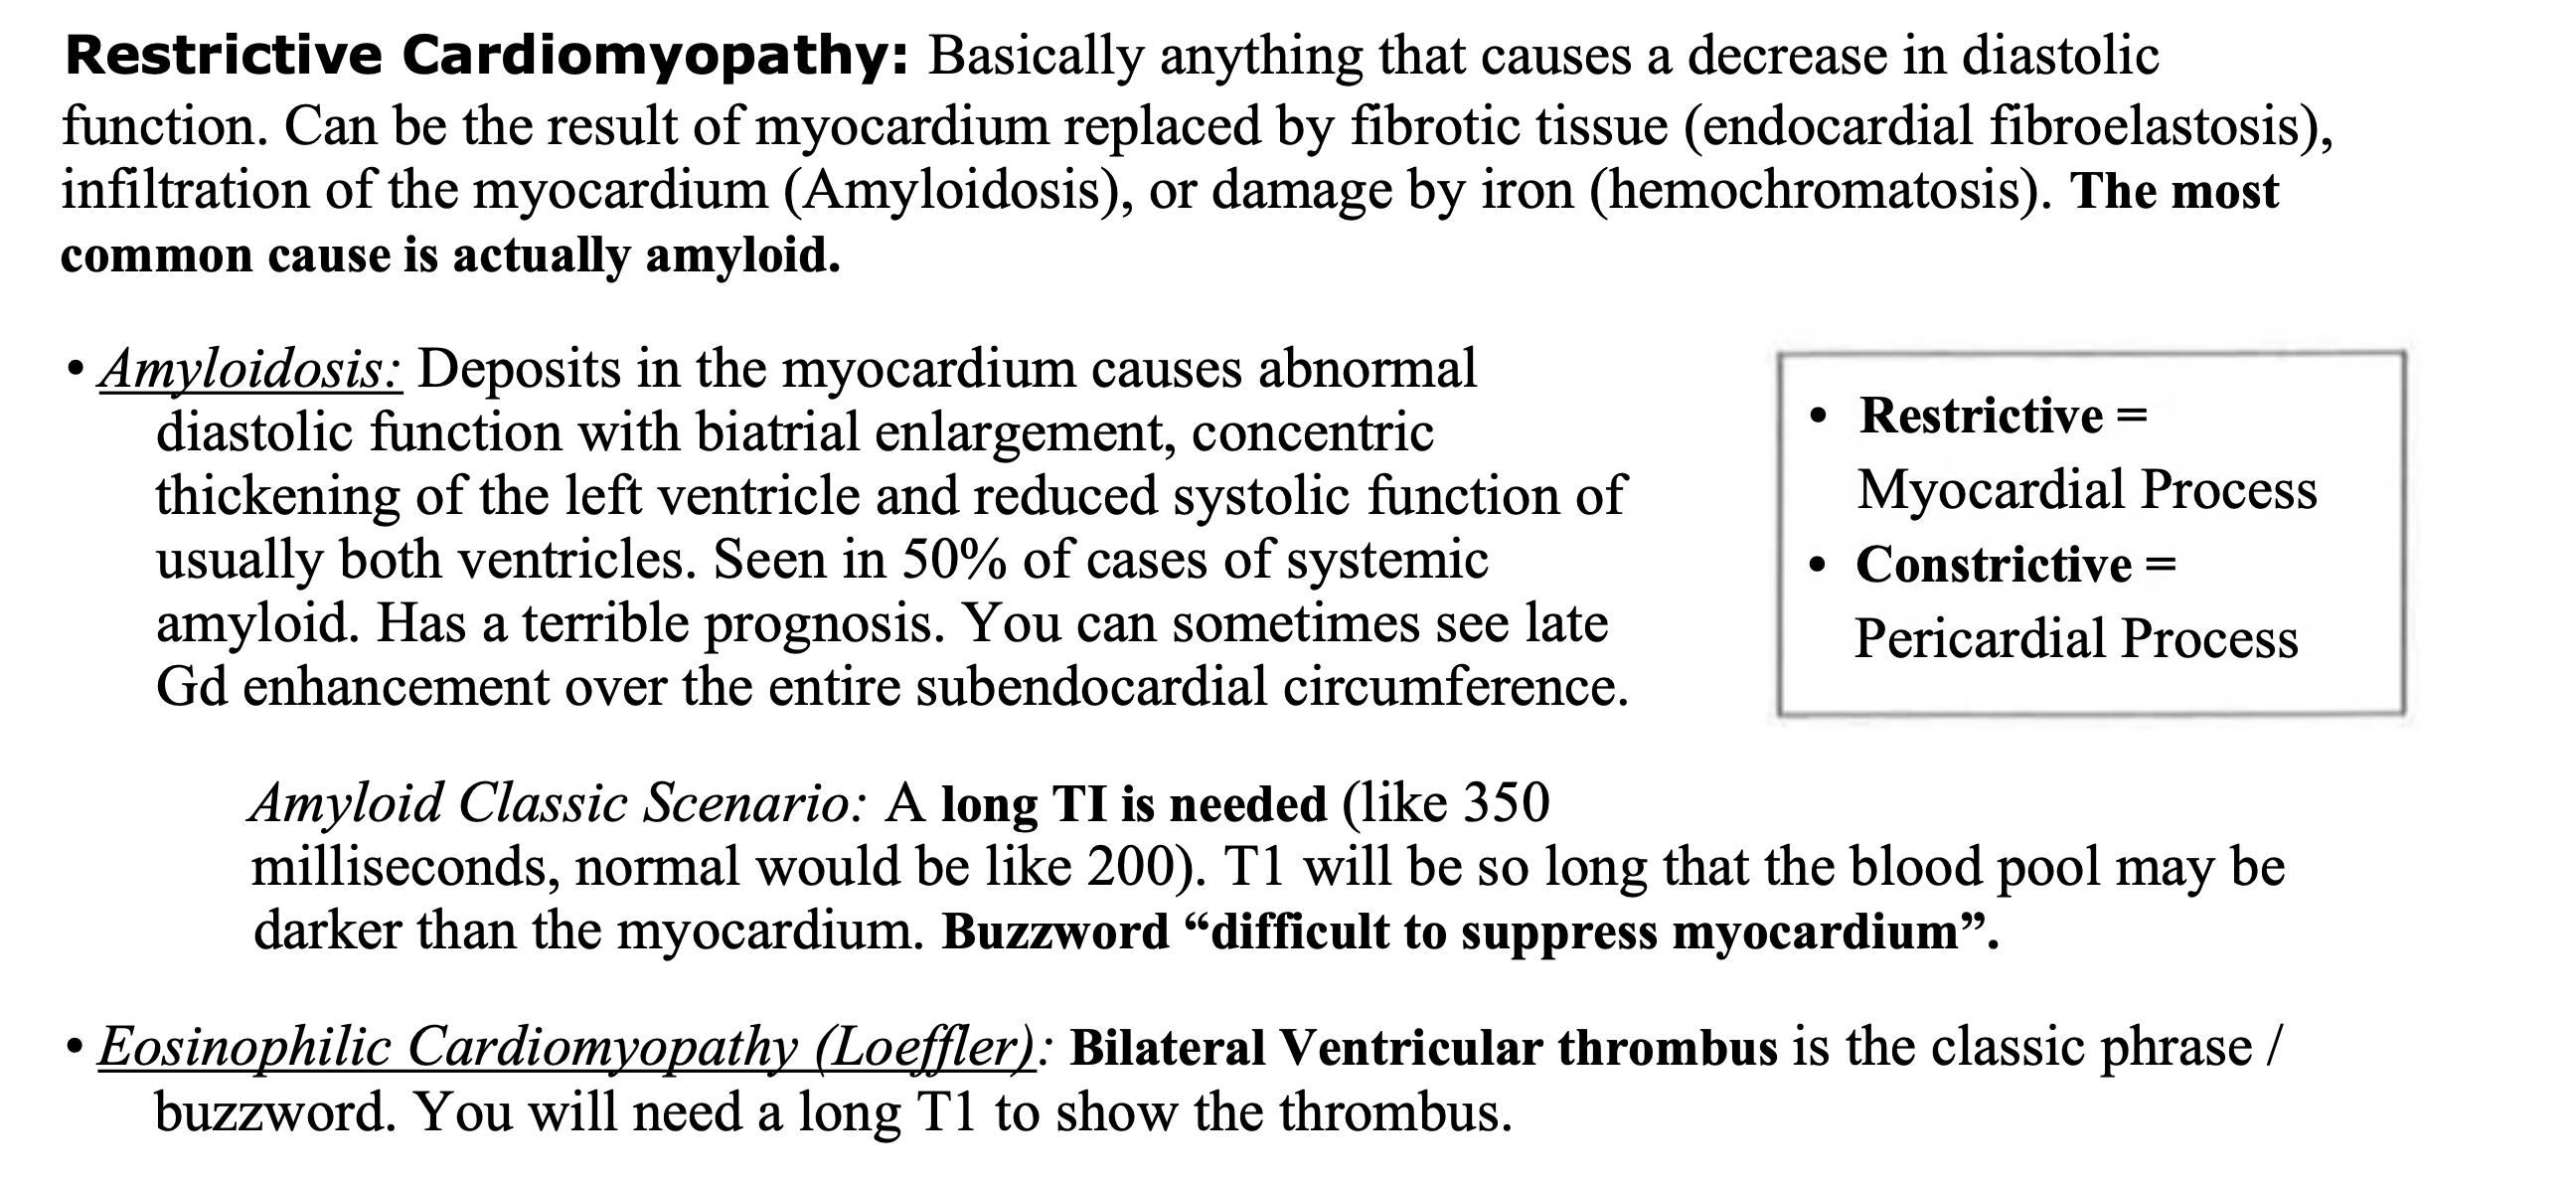 Restrictive Cardiomyopathy: Basically anything that causes a decrease in diastolic
function. Can be the result of myocardium replaced by fibrotic tissue (endocardial fibroelastosis),
infiltration of the myocardium (Amyloidosis), or damage by iron (hemochromatosis). The most
common cause is actually amyloid.
• Amyloidosis: Deposits in the myocardium causes abnormal
diastolic function with biatrial enlargement, concentric
thickening of the left ventricle and reduced systolic function of
usually both ventricles. Seen in 50% of cases of systemic
amyloid. Has a terrible prognosis. You can sometimes see late
Gd enhancement over the entire subendocardial circumference.
• Restrictive =
Myocardial Process
• Constrictive =
Pericardial Process
Amyloid Classic Scenario: A long TI is needed (like 350
milliseconds, normal would be like 200). T1 will be so long that the blood pool may be
darker than the myocardium. Buzzword “difficult to suppress myocardium”.
• Eosinophilic Cardiomyopathy (Loeffler): Bilateral Ventricular thrombus is the classic phrase /
buzzword. You will need a long T1 to show the thrombus.